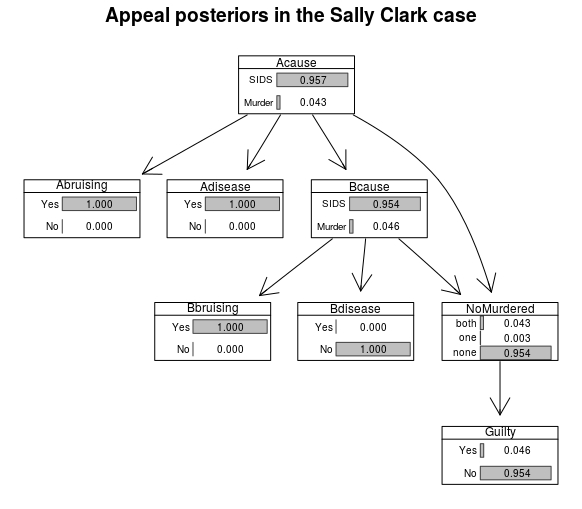 Appeal posteriors in the Sally Clark case
Acause
SIDS 0.957
Murder 0.043
Abruising
Yes 1.000
No 0.000
Adisease
Yes 1.000
No 0.000
Bcause
SIDS 0.954
Murder 0.046
Bbruising
Yes 1.000
No 0.000
Bdisease
Yes 0.000
No 1.000
NoMurdered
both 0.043
one 0.003
none 0.954
Guilty
Yes 0.046
No 0.954